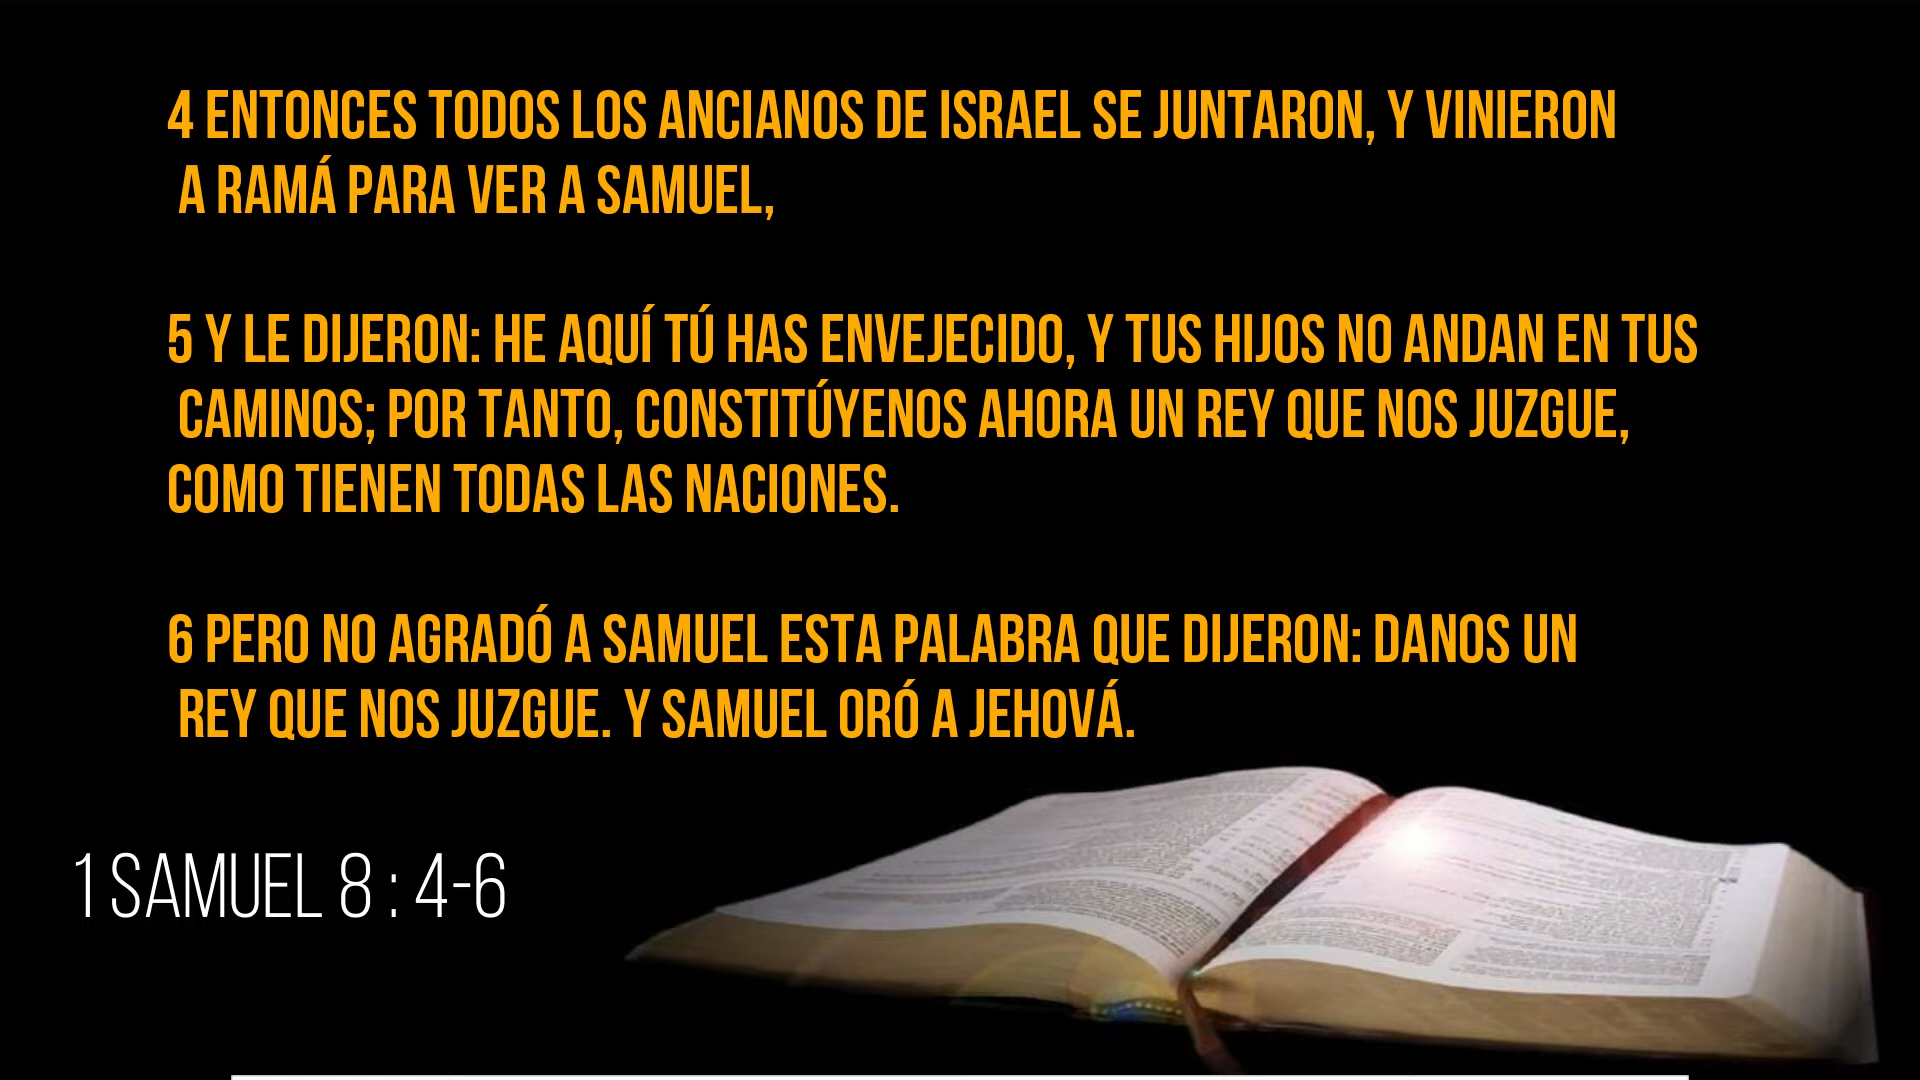 4 ENTONCES TODOS LOS ANCIANOS DE ISRAEL SE JUNTARON, Y VINIERON
A RAMÁ PARA VER A SAMUEL,
5 Y LE DIJERON: HE AQUÍ TÚ HAS ENVEJECIDO, Y TUS HIJOS NO ANDAN EN TUS
CAMINOS; POR TANTO, CONSTITÚYENOS AHORA UN REY QUE NOS JUZGUE,
COMO TIENEN TODAS LAS NACIONES.
6 PERO NO AGRADÓ A SAMUEL ESTA PALABRA QUE DIJERON: DANOS UN
REY QUE NOS JUZGUE. Y SAMUEL ORÓ A JEHOVÁ.
1 SAMUEL 8 : 4-6